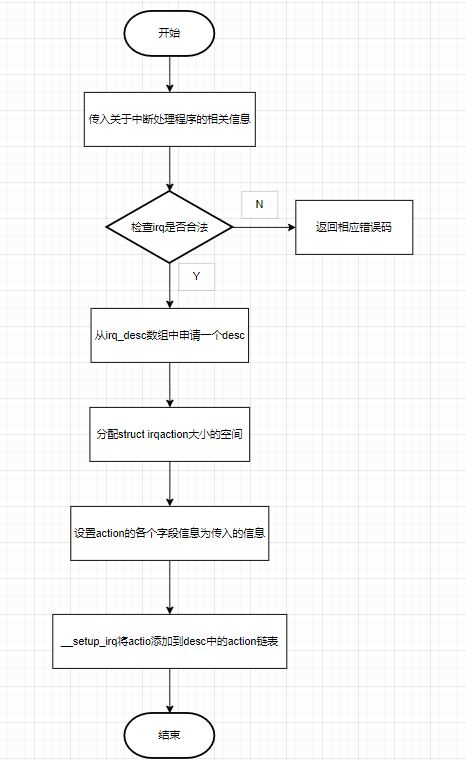 开始
传入关于中断处理程序的相关信息
检查irq是否合法
N
返回相应错误码
Y
从irq_desc数组中申请一个desc
分配struct irqaction大小的空间
设置action的各个字段信息为传入的信息
__setup_irq将actio添加到desc中的action链表
结束